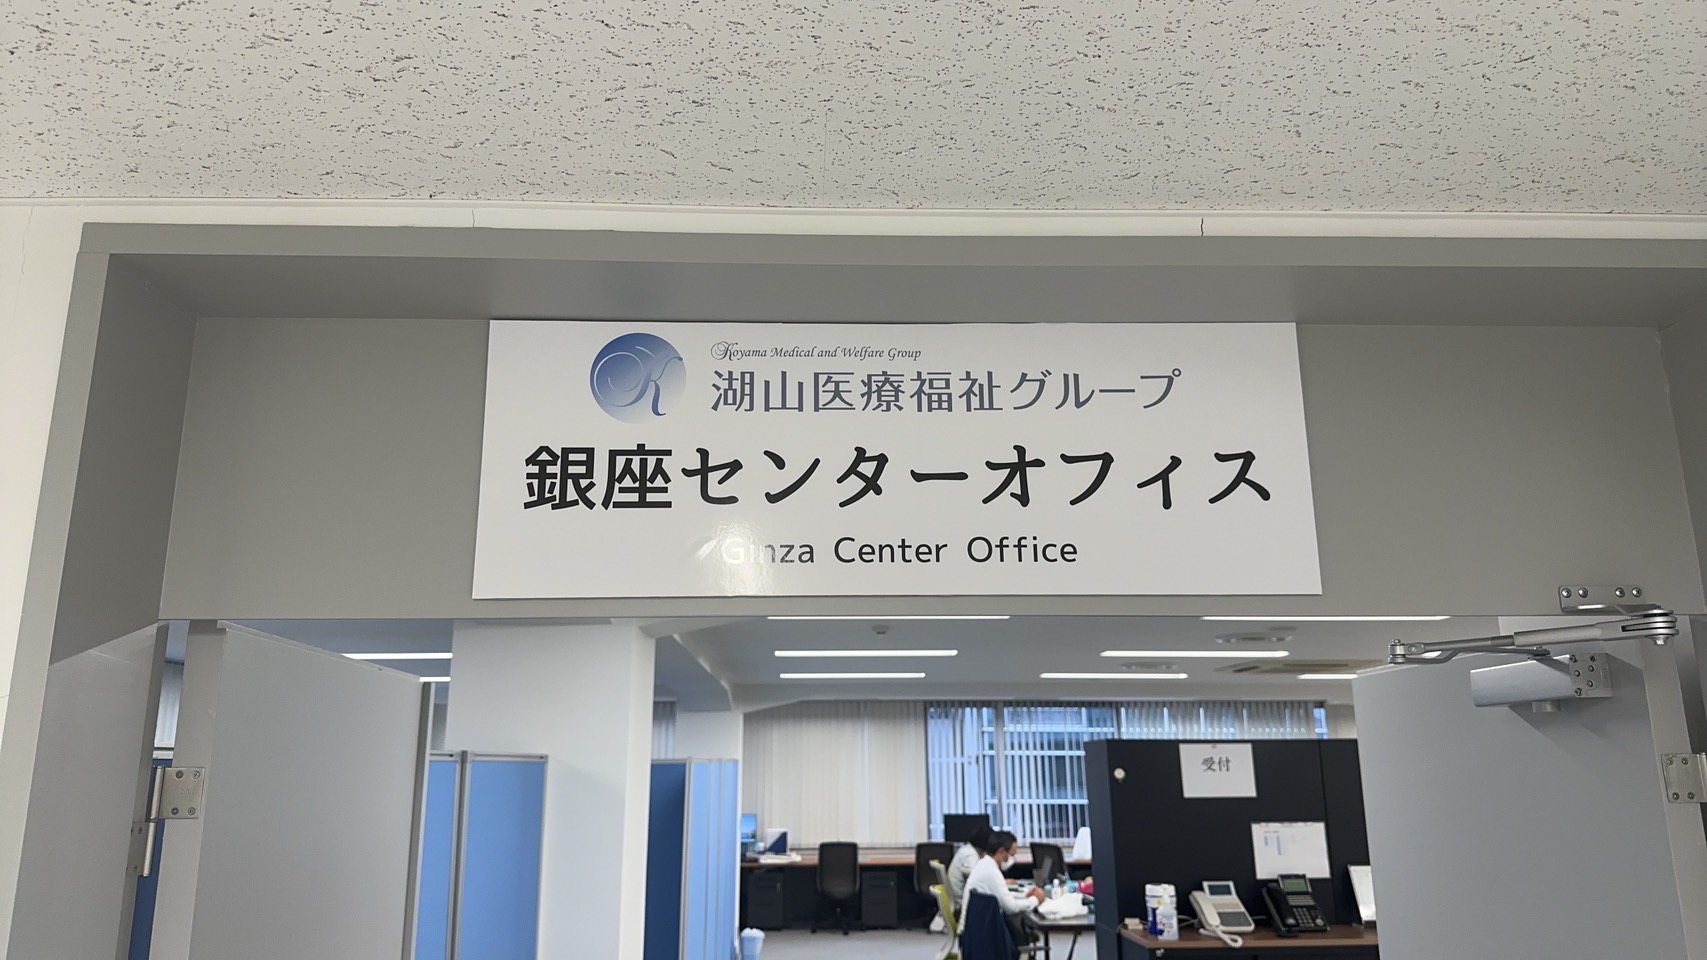 Koyama Medical and Welfare Group
湖山医療福祉グループ
銀座センターオフィス
Ginza Center Office
受付